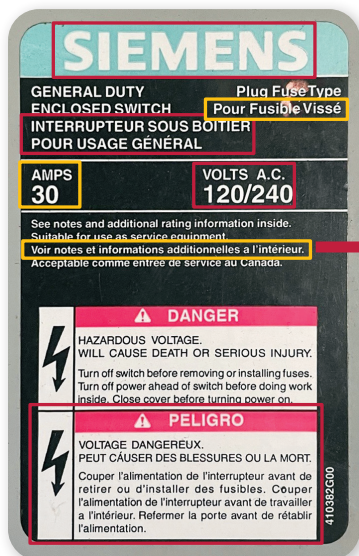 SIEMENS
GENERAL DUTY Plug Fuse Type
ENCLOSED SWITCH Pour Fusible Vissé
INTERRUPTEUR SOUS BOITIER
POUR USAGE GÉNÉRAL
AMPS VOLTS A.C.
30 120/240
See notes and additional rating information inside.
Suitable for use as service equipment.
Voir notes et informations additionnelles a l'intérieur.
Acceptable comme entrée de service au Canada.
DANGER
HAZARDOUS VOLTAGE.
WILL CAUSE DEATH OR SERIOUS INJURY.
Turn off switch before removing or installing fuses.
Turn off power ahead of switch before doing work
inside. Close cover before turning power on.
PELIGRO
VOLTAGE DANGEREUX.
PEUT CÁUSER DES BLESSURES OU LA MORT.
Couper l'alimentation de l'interrupteur avant de
retirer ou d'installer des fusibles. Couper
l'alimentation de l'interrupteur avant de travailler
a l'intérieur. Refermer la porte avant de rétablir
l'alimentation.
410382G00